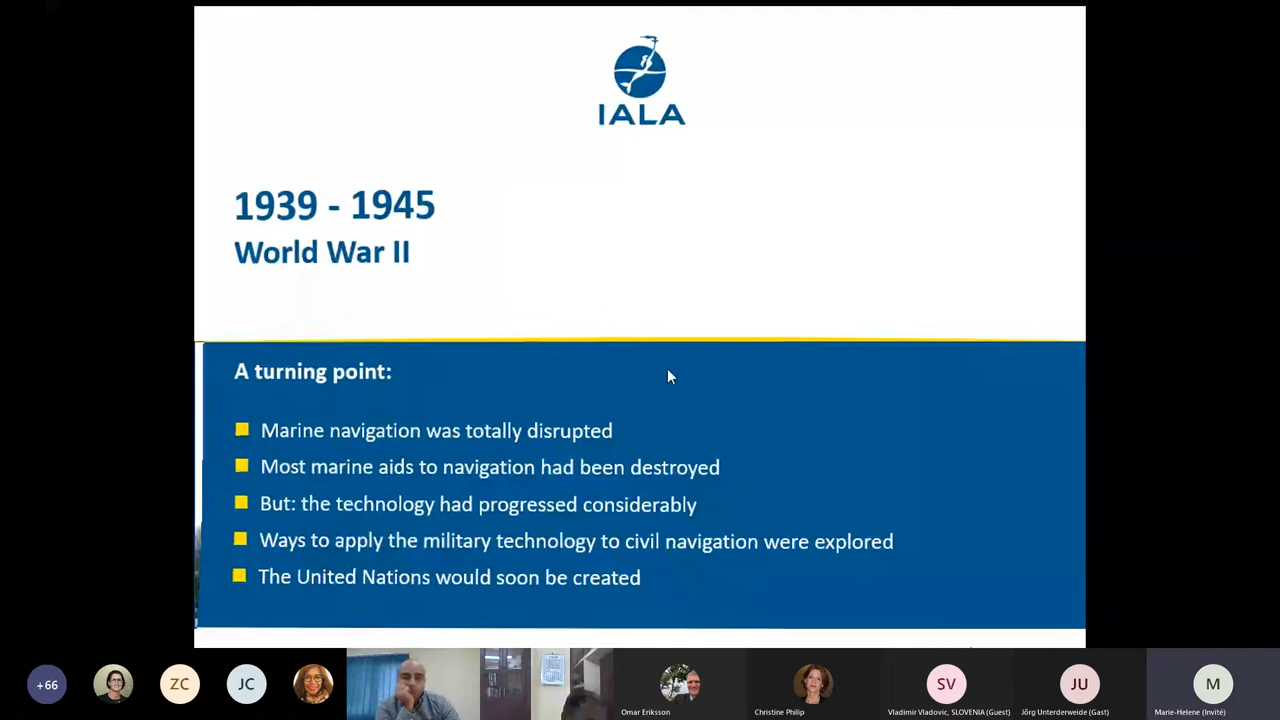 IALA
1939 - 1945
World War II
A turning point:
Marine navigation was totally disrupted
Most marine aids to navigation had been destroyed
But: the technology had progressed considerably
Ways to apply the military technology to civil navigation were explored
The United Nations would soon be created
+66
ZC
JC
SV
JU
M
Omar Eriksson
Christine Philip
Vladimir Vladovic, SLOVENIA (Guest)
Jörg Unterderweide (Gast)
Marie-Helene (Invité)